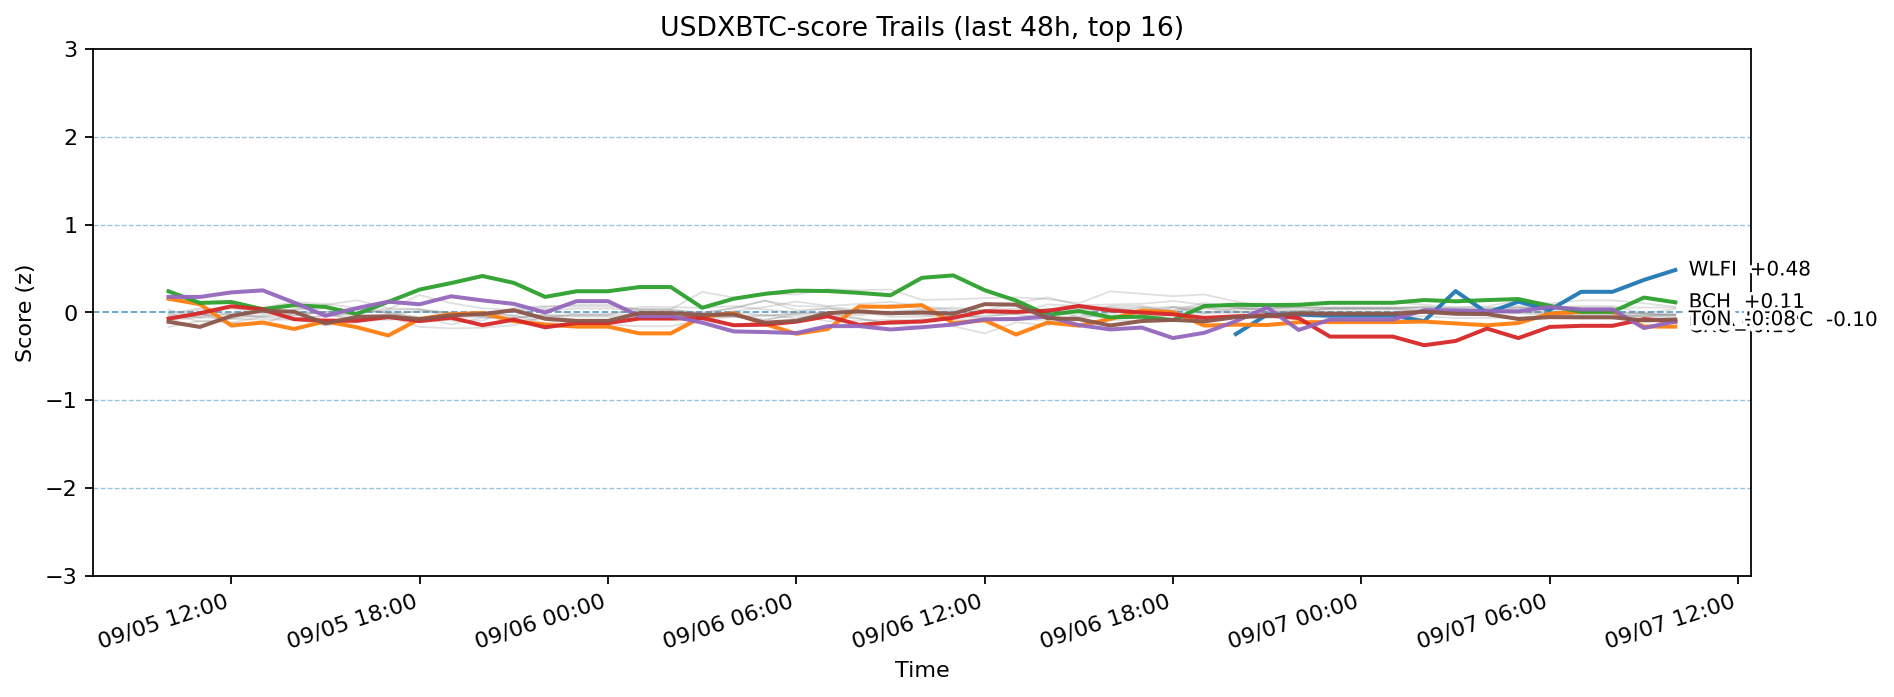 USDXBTC-score Trails (last 48h, top 16)
3
2
1
0
−1
−2
−3
Score (z)
WLFI +0.48
BCH +0.11
TON -0.08
C -0.10
09/05 12:00
09/05 18:00
09/06 00:00
09/06 06:00
09/06 12:00
09/06 18:00
09/07 00:00
09/07 06:00
09/07 12:00
Time